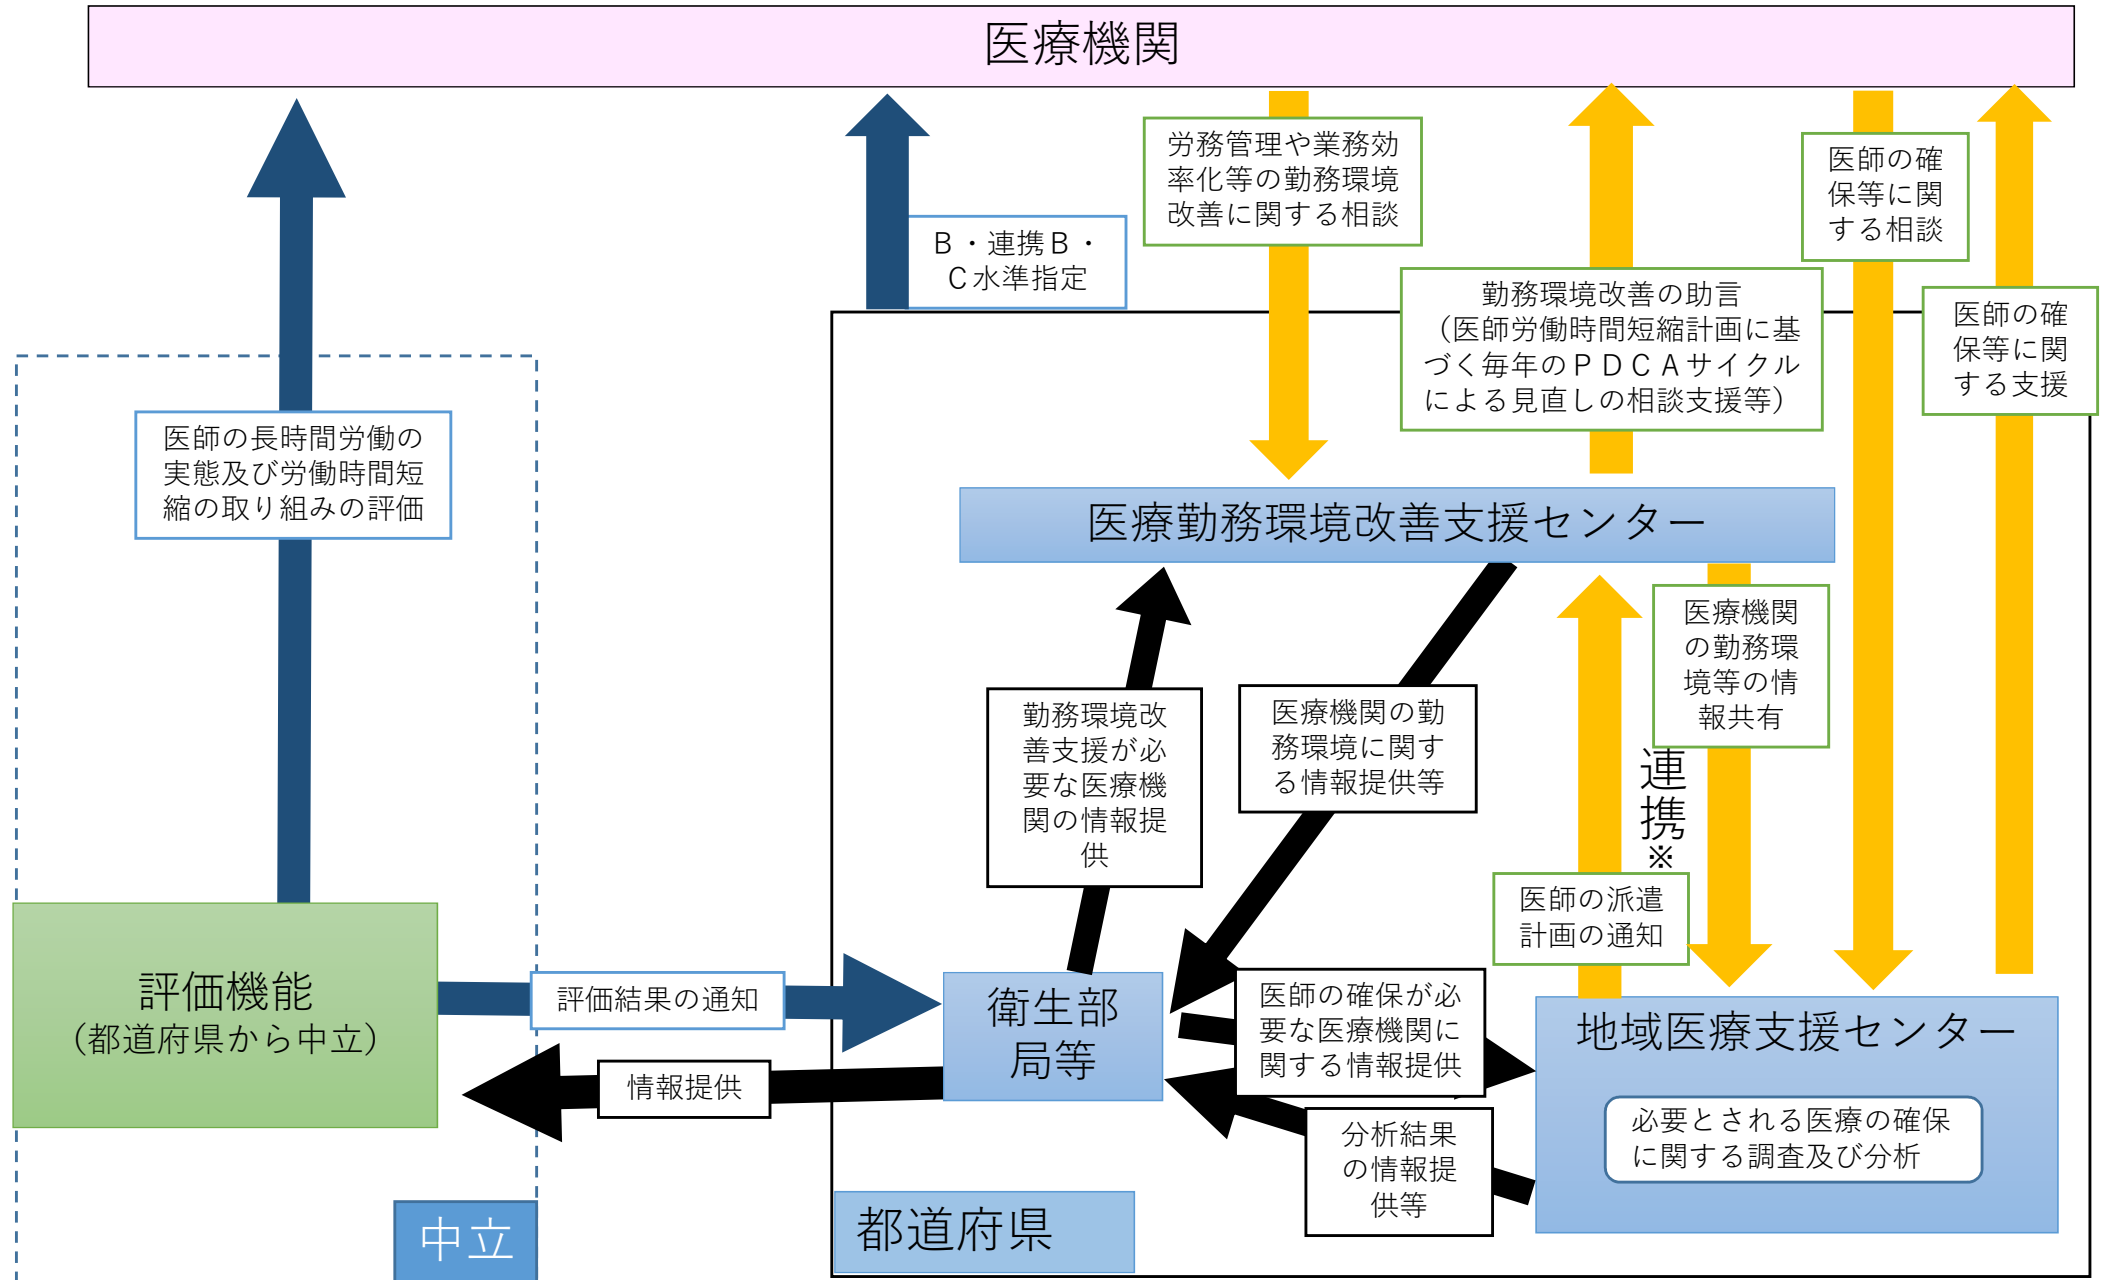 医療機関
労務管理や業務効
率化等の勤務環境
改善に関する相談
医師の確
保等に関
する相談
Ｂ・連携Ｂ・
Ｃ水準指定
勤務環境改善の助言
（医師労働時間短縮計画に基
づく毎年のＰＤＣＡサイクル
による見直しの相談支援等）
医師の確
保等に関
する支援
医師の長時間労働の
実態及び労働時間短
縮の取り組みの評価
医療勤務環境改善支援センター
医療機関
の勤務環
境等の情
報共有
勤務環境改
善支援が必
要な医療機
関の情報提
供
医療機関の勤
務環境に関す
る情報提供等
連携※
医師の派遣
計画の通知
評価機能
（都道府県から中立）
評価結果の通知
衛生部
局等
医師の確保が必
要な医療機関に
関する情報提供
地域医療支援センター
情報提供
必要とされる医療の確保
に関する調査及び分析
分析結果
の情報提
供等
中立
都道府県